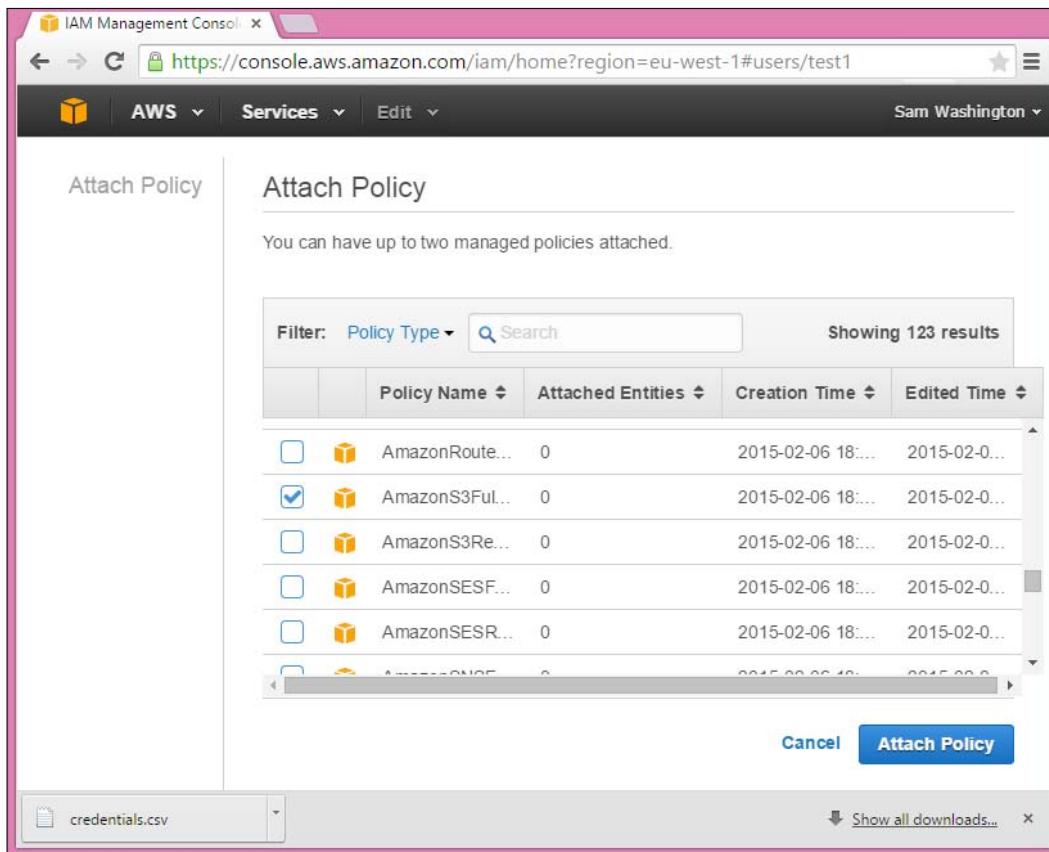 IAM Management Consol
https://console.aws.amazon.com/iam/home?region=eu-west-1#users/test1
AWS Services Edit Sam Washington
Attach Policy
Attach Policy
You can have up to two managed policies attached.
Filter: Policy Type Search Showing 123 results
Policy Name Attached Entities Creation Time Edited Time
AmazonRoute... 0 2015-02-06 18:... 2015-02-0...
AmazonS3Ful... 0 2015-02-06 18:... 2015-02-0...
AmazonS3Re... 0 2015-02-06 18:... 2015-02-0...
AmazonSESF... 0 2015-02-06 18:... 2015-02-0...
AmazonSESR... 0 2015-02-06 18:... 2015-02-0...
Cancel Attach Policy
credentials.csv Show all downloads...